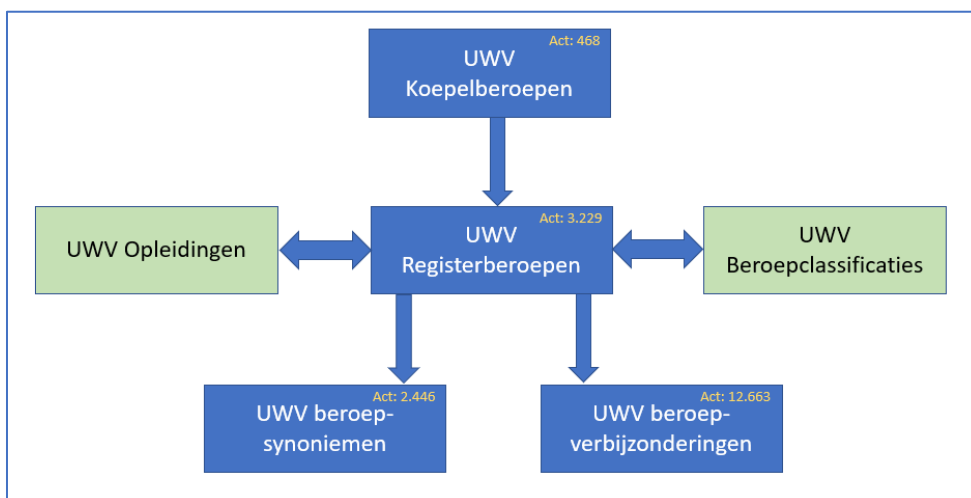 Act: 468
UWV
Koepelberoepen
UWV Opleidingen
Act: 3.229
UWV
Registerberoepen
UWV
Beroepclassificaties
Act: 2.446
UWV beroep-
synoniemen
Act: 12.663
UWV beroep-
verbijzonderingen